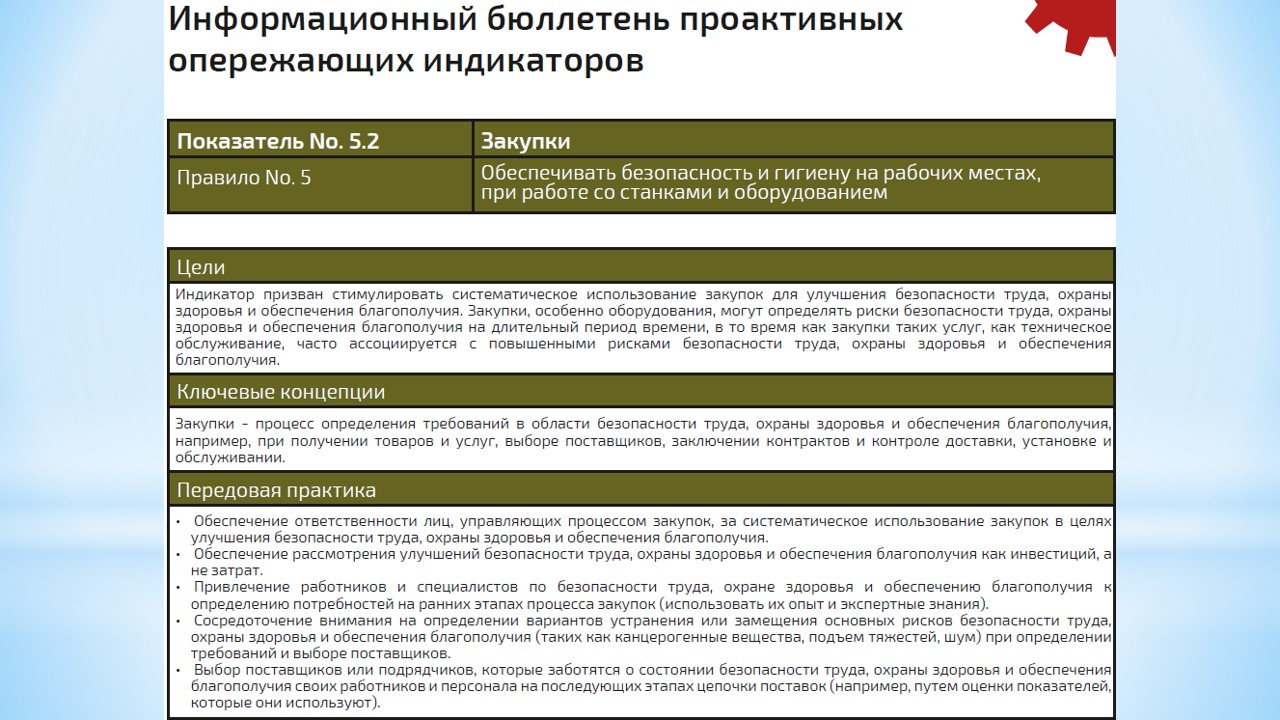 Информационный бюллетень проактивных
опережающих индикаторов
Показатель No. 5.2
Закупки
Правило No. 5
Обеспечивать безопасность и гигиену на рабочих местах,
при работе со станками и оборудованием
Цели
Индикатор призван стимулировать систематическое использование закупок для улучшения безопасности труда, охраны
здоровья и обеспечения благополучия. Закупки, особенно оборудования, могут определять риски безопасности труда, охраны
здоровья и обеспечения благополучия на длительный период времени, в то время как закупки таких услуг, как техническое
обслуживание, часто ассоциируется с повышенными рисками безопасности труда, охраны здоровья и обеспечения
благополучия.
Ключевые концепции
Закупки - процесс определения требований в области безопасности труда, охраны здоровья и обеспечения благополучия,
например, при получении товаров и услуг, выборе поставщиков, заключении контрактов и контроле доставки, установке и
обслуживании.
Передовая практика
• Обеспечение ответственности лиц, управляющих процессом закупок, за систематическое использование закупок в целях
улучшения безопасности труда, охраны здоровья и обеспечения благополучия.
• Обеспечение рассмотрения улучшений безопасности труда, охраны здоровья и обеспечения благополучия как инвестиций, а
не затрат.
• Привлечение работников и специалистов по безопасности труда, охране здоровья и обеспечению благополучия к
определению потребностей на ранних этапах процесса закупок (использовать их опыт и экспертные знания).
• Сосредоточение внимания на определении вариантов устранения или замещения основных рисков безопасности труда,
охраны здоровья и обеспечения благополучия (таких как канцерогенные вещества, подъем тяжестей, шум) при определении
требований и выборе поставщиков.
• Выбор поставщиков или подрядчиков, которые заботятся о состоянии безопасности труда, охраны здоровья и обеспечения
благополучия своих работников и персонала на последующих этапах цепочки поставок (например, путем оценки показателей,
которые они используют).